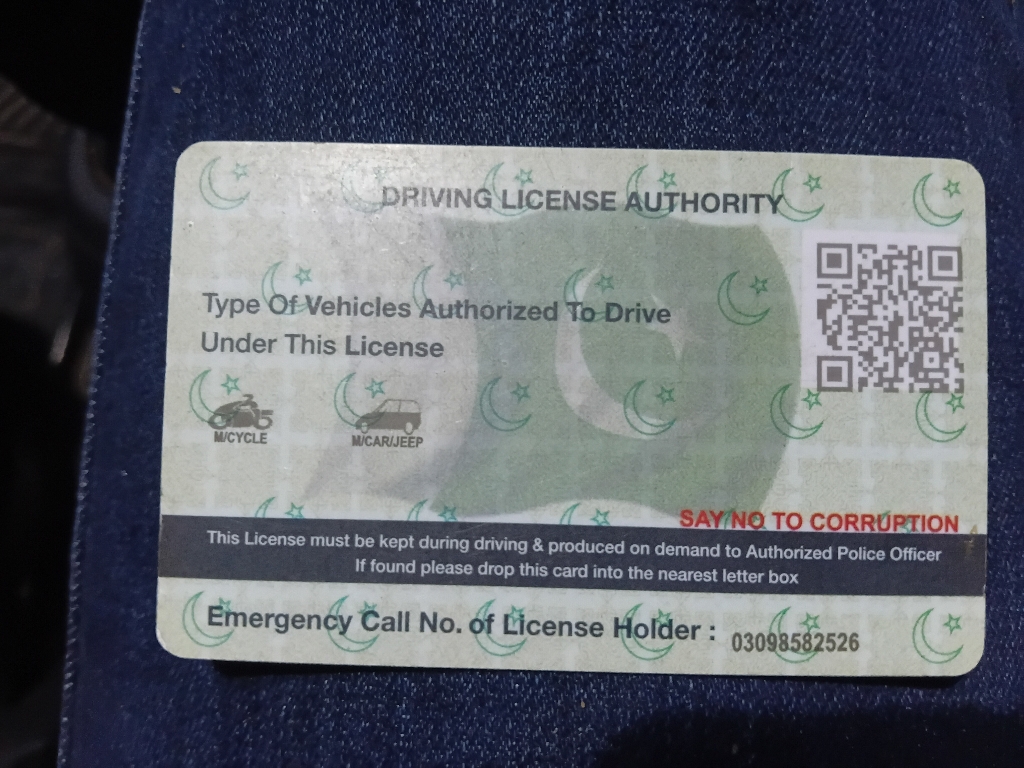 DRIVING LICENSE AUTHORITY
Type Of Vehicles Authorized To Drive
Under This License
M/CYCLE
M/CAR/JEEP
SAY NO TO CORRUPTION
This License must be kept during driving & produced on demand to Authorized Police Officer
If found please drop this card into the nearest letter box
Emergency Call No. of License Holder : 03098582526